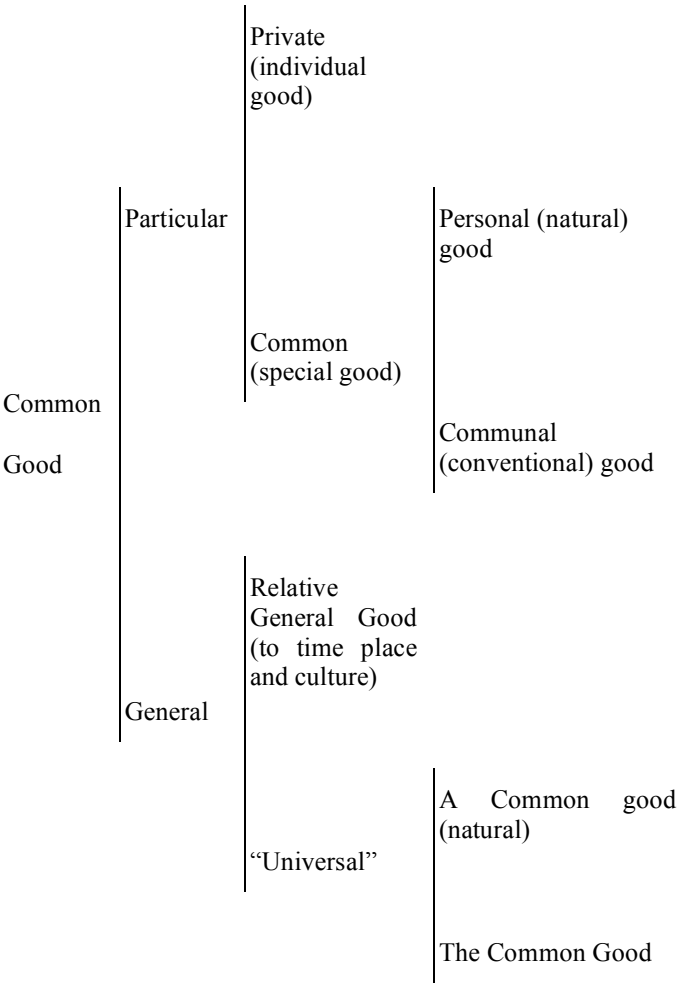 Private
(individual
good)
Particular
Personal (natural)
good
Common
(special good)
Common
Good
Communal
(conventional) good
Relative
General Good
(to time place
and culture)
General
A Common good
(natural)
“Universal”
The Common Good